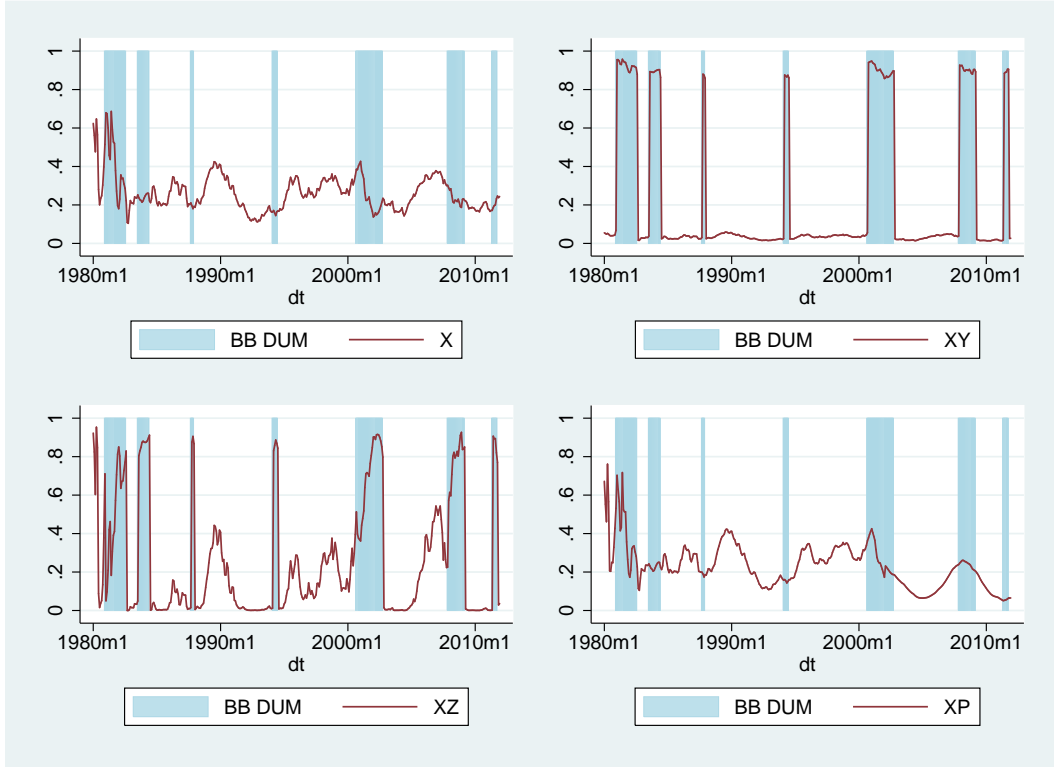 0 .2 .4 .6 .8 1
1980m1 1990m1 2000m1 2010m1
dt
BB DUM X
0 .2 .4 .6 .8 1
1980m1 1990m1 2000m1 2010m1
dt
BB DUM XY
0 .2 .4 .6 .8 1
1980m1 1990m1 2000m1 2010m1
dt
BB DUM XZ
0 .2 .4 .6 .8 1
1980m1 1990m1 2000m1 2010m1
dt
BB DUM XP